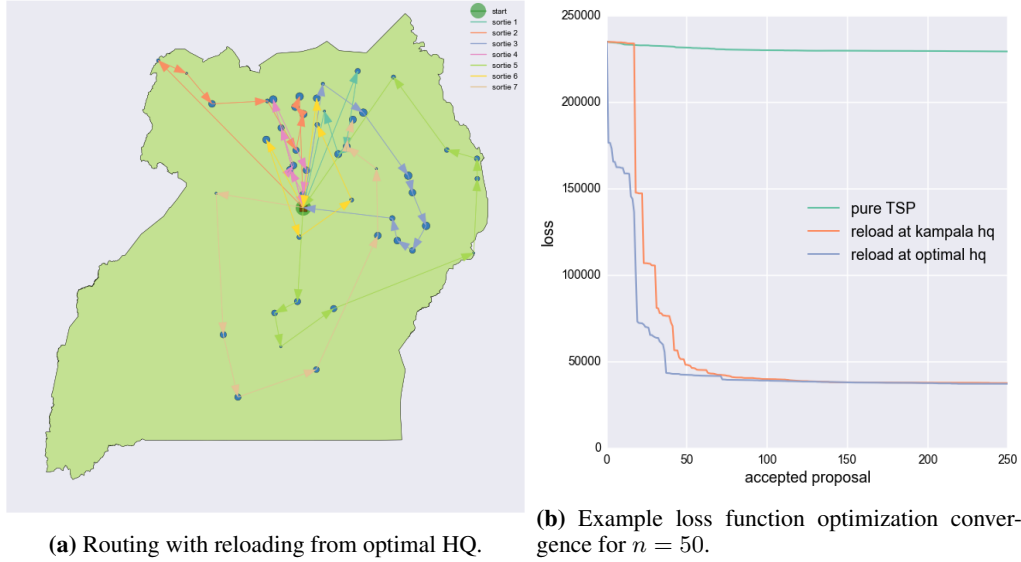 start
sortie 1
sortie 2
sortie 3
sortie 4
sortie 5
sortie 6
sortie 7
(a) Routing with reloading from optimal HQ.
250000
200000
150000
100000
50000
0
loss
pure TSP
reload at kampala hq
reload at optimal hq
0 50 100 150 200 250
accepted proposal
(b) Example loss function optimization conver-
gence for n = 50.